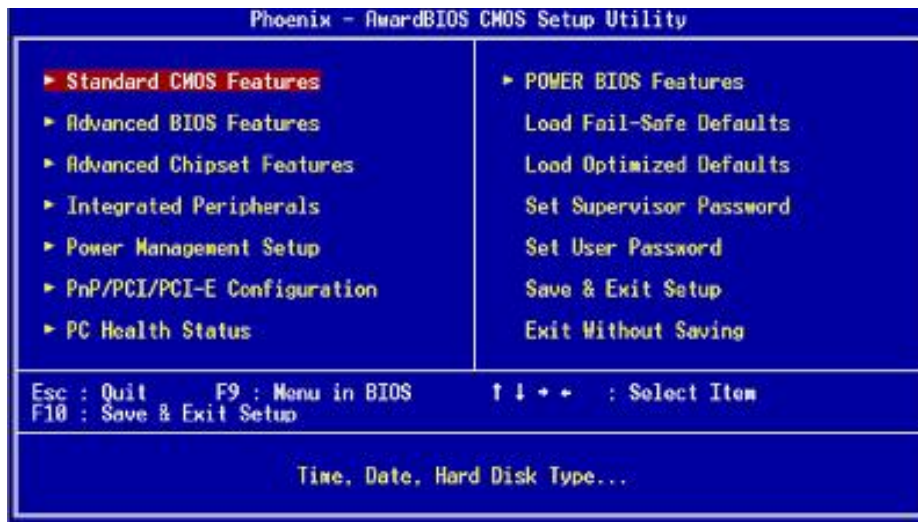 Phoenix - AwardBIOS CMOS Setup Utility
► Standard CMOS Features
► Advanced BIOS Features
► Advanced Chipset Features
► Integrated Peripherals
► Power Management Setup
► PnP/PCI/PCI-E Configuration
► PC Health Status
► POWER BIOS Features
Load Fail-Safe Defaults
Load Optimized Defaults
Set Supervisor Password
Set User Password
Save & Exit Setup
Exit Without Saving
Esc : Quit F9 : Menu in BIOS ↑ ↓ → ← : Select Item
F10 : Save & Exit Setup
Time, Date, Hard Disk Type...